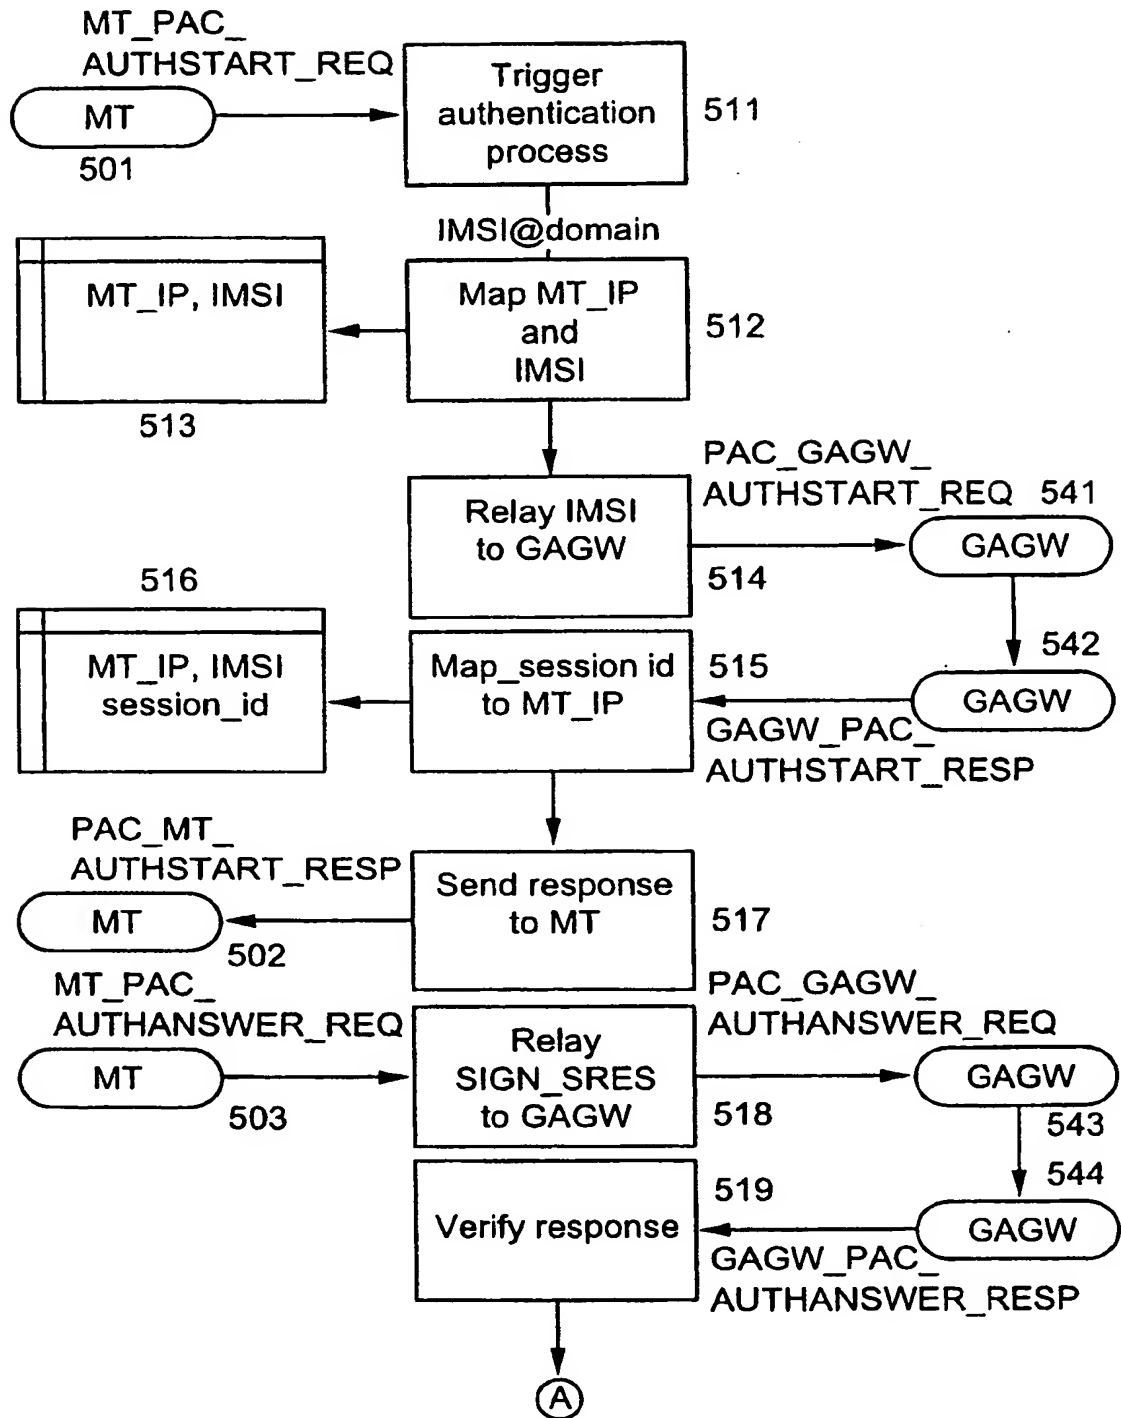 MT_PAC_
AUTHSTART_REQ
MT
501
Trigger
authentication
process
511
IMSI@domain
MT_IP, IMSI
513
Map MT_IP
and
IMSI
512
Relay IMSI
to GAGW
514
PAC_GAGW_
AUTHSTART_REQ 541
GAGW
516
MT_IP, IMSI
session_id
Map_session id
to MT_IP
515
542
GAGW
GAGW_PAC_
AUTHSTART_RESP
PAC_MT_
AUTHSTART_RESP
MT
502
Send response
to MT
517
MT_PAC_
AUTHANSWER_REQ
MT
503
Relay
SIGN_SRES
to GAGW
518
PAC_GAGW_
AUTHANSWER_REQ
GAGW
543
Verify response
519
544
GAGW
GAGW_PAC_
AUTHANSWER_RESP
A